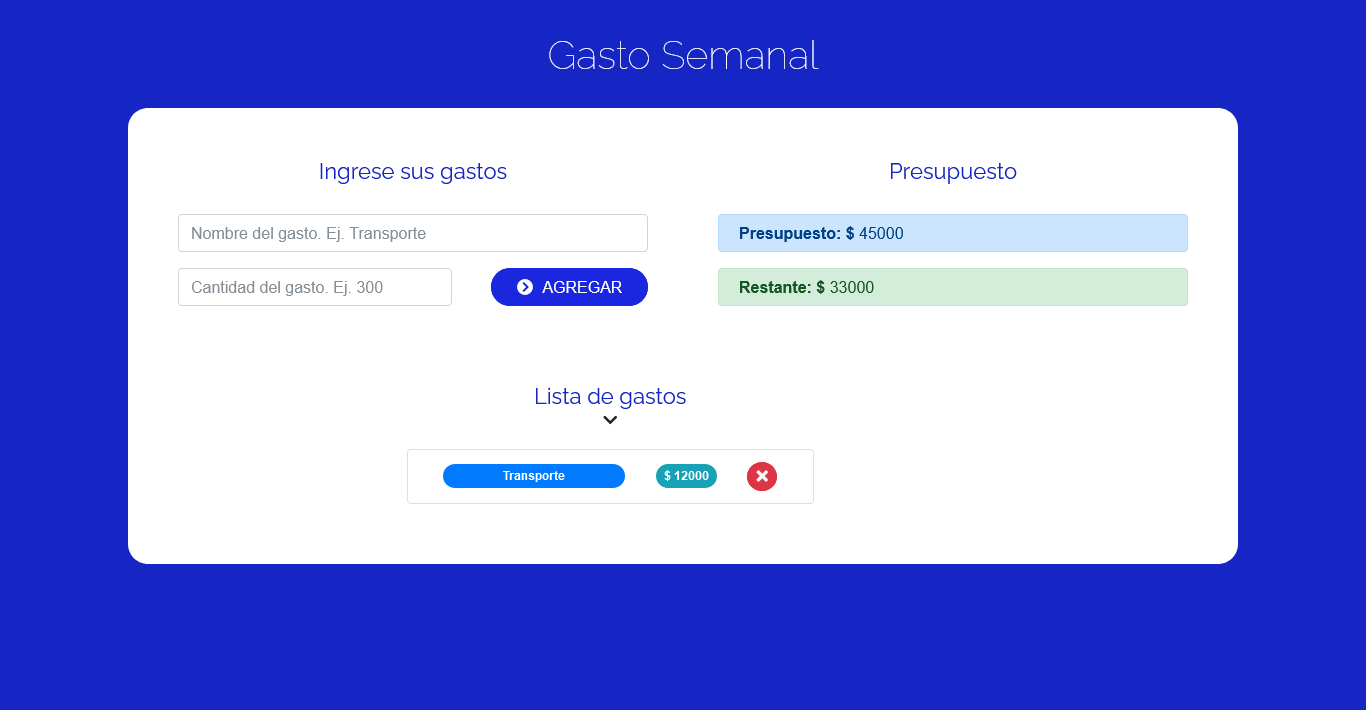 Gasto Semanal
Ingrese sus gastos
Nombre del gasto. Ej. Transporte
Cantidad del gasto. Ej. 300
AGREGAR
Presupuesto
Presupuesto: $ 45000
Restante: $ 33000
Lista de gastos
Transporte
$ 12000